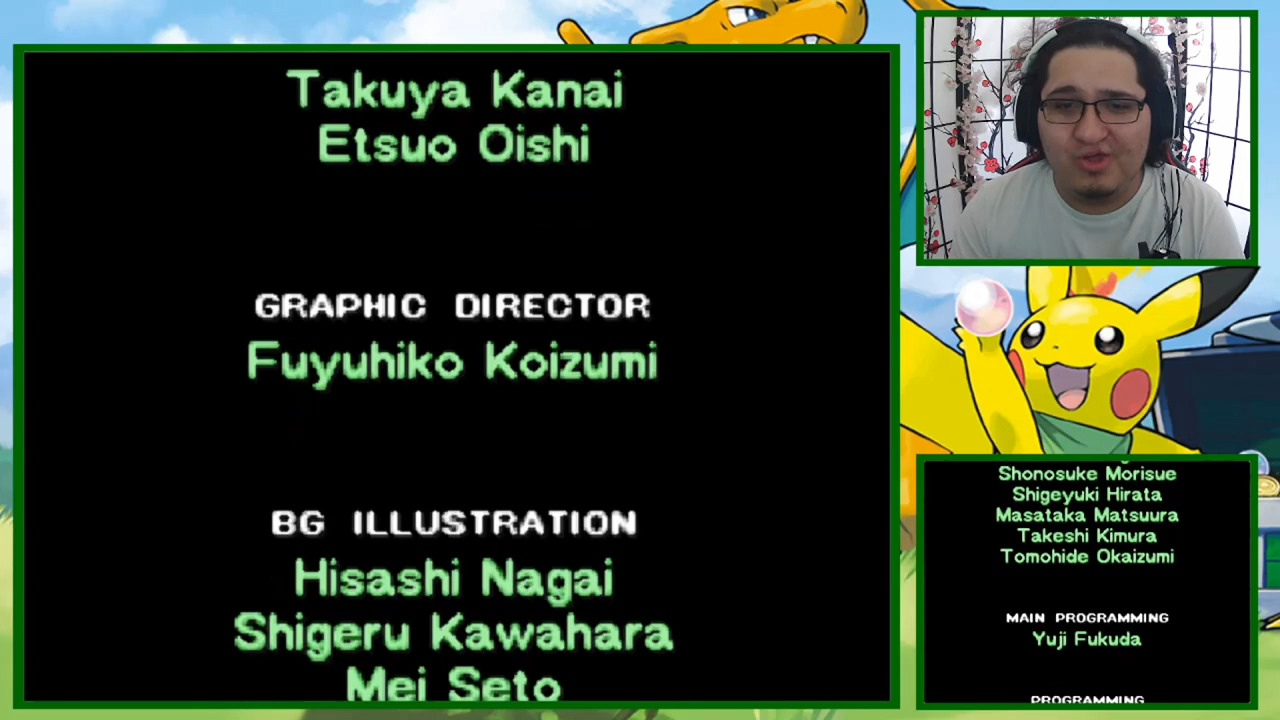 Takuya Kanai
Etsuo Oishi
GRAPHIC DIRECTOR
Fuyuhiko Koizumi
BG ILLUSTRATION
Hisashi Nagai
Shigeru Kawahara
Mei Seto
Shonosuke Morisue
Shigeyuki Hirata
Masataka Matsuura
Takeshi Kimura
Tomohide Okaizumi
MAIN PROGRAMMING
Yuji Fukuda
PROGRAMMING